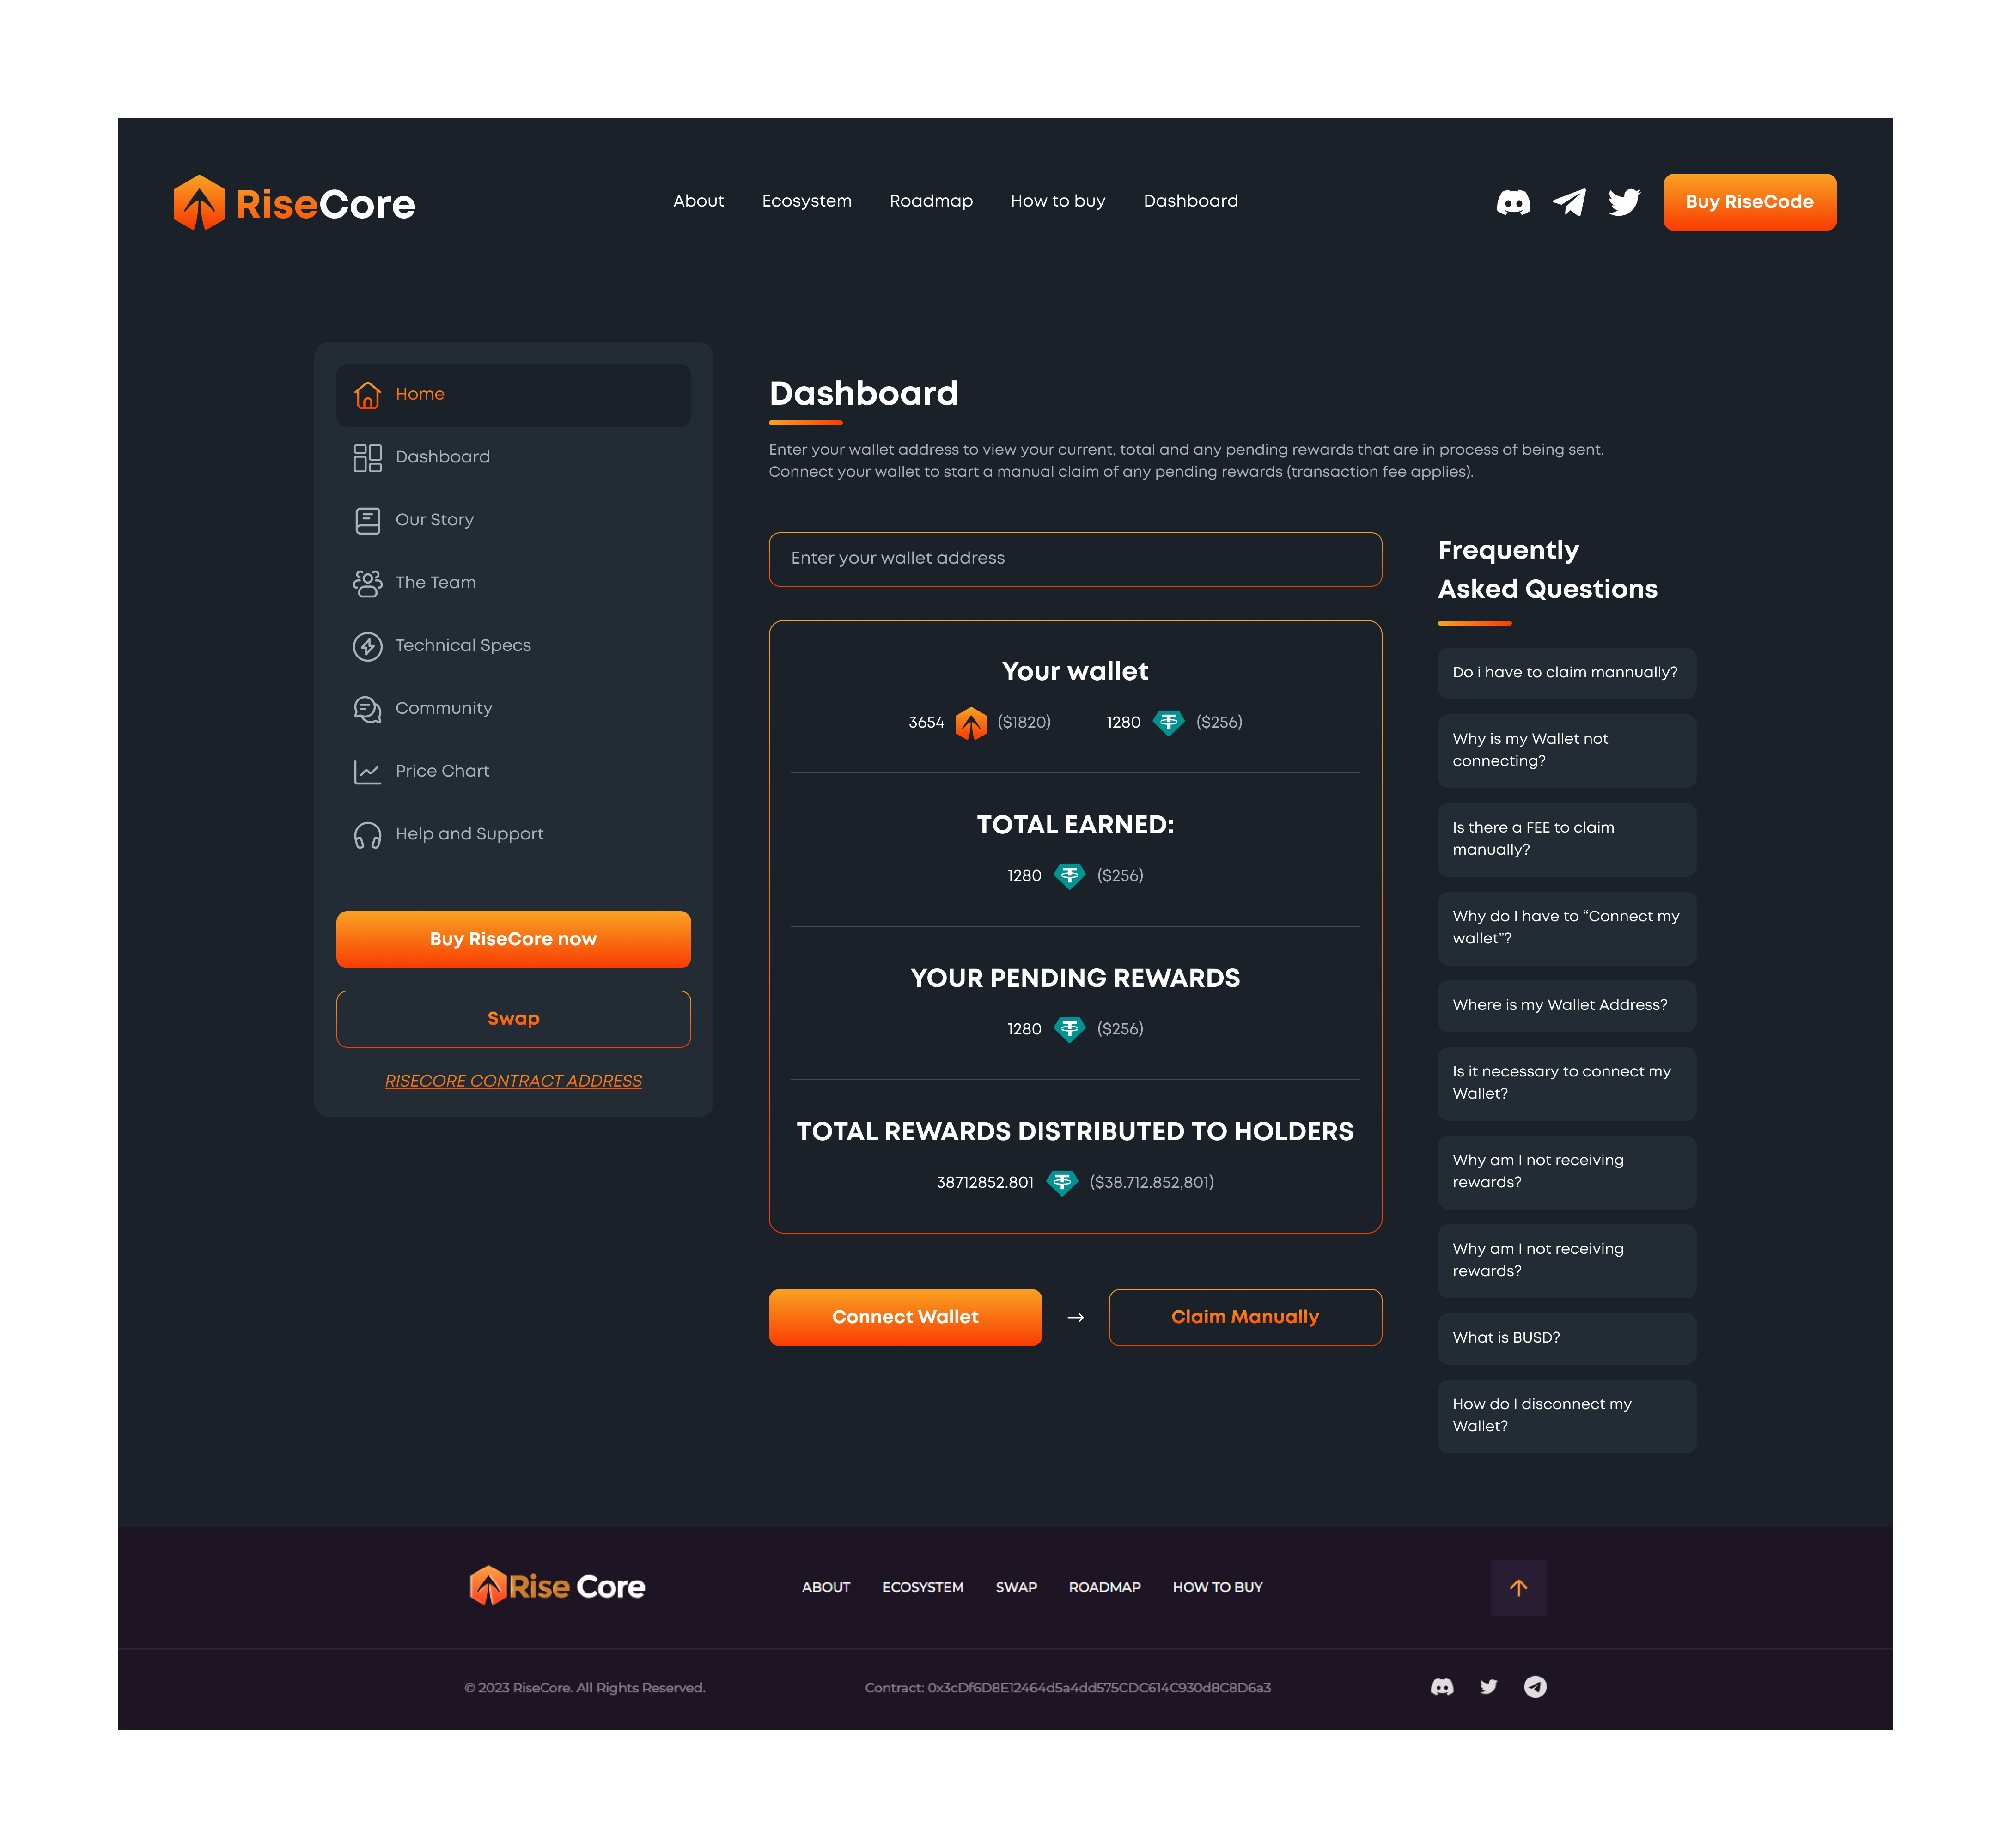 RiseCore
About
Ecosystem
Roadmap
How to buy
Dashboard
Buy RiseCode
Home
Dashboard
Our Story
The Team
Technical Specs
Community
Price Chart
Help and Support
Buy RiseCore now
Swap
RISECORE CONTRACT ADDRESS
Dashboard
Enter your wallet address to view your current, total and any pending rewards that are in process of being sent.
Connect your wallet to start a manual claim of any pending rewards (transaction fee applies).
Enter your wallet address
Your wallet
3654 ($1820) 1280 ($256)
TOTAL EARNED:
1280 ($256)
YOUR PENDING REWARDS
1280 ($256)
TOTAL REWARDS DISTRIBUTED TO HOLDERS
38712852.801 ($38.712.852,801)
Connect Wallet → Claim Manually
Frequently
Asked Questions
Do i have to claim mannually?
Why is my Wallet not
connecting?
Is there a FEE to claim
manually?
Why do I have to “Connect my
wallet”?
Where is my Wallet Address?
Is it necessary to connect my
Wallet?
Why am I not receiving
rewards?
Why am I not receiving
rewards?
What is BUSD?
How do I disconnect my
Wallet?
Rise Core
ABOUT
ECOSYSTEM
SWAP
ROADMAP
HOW TO BUY
© 2023 RiseCore. All Rights Reserved.
Contract: 0x3cDf6D8E12464d5a4dd575CDC614C930d8C8D6a3